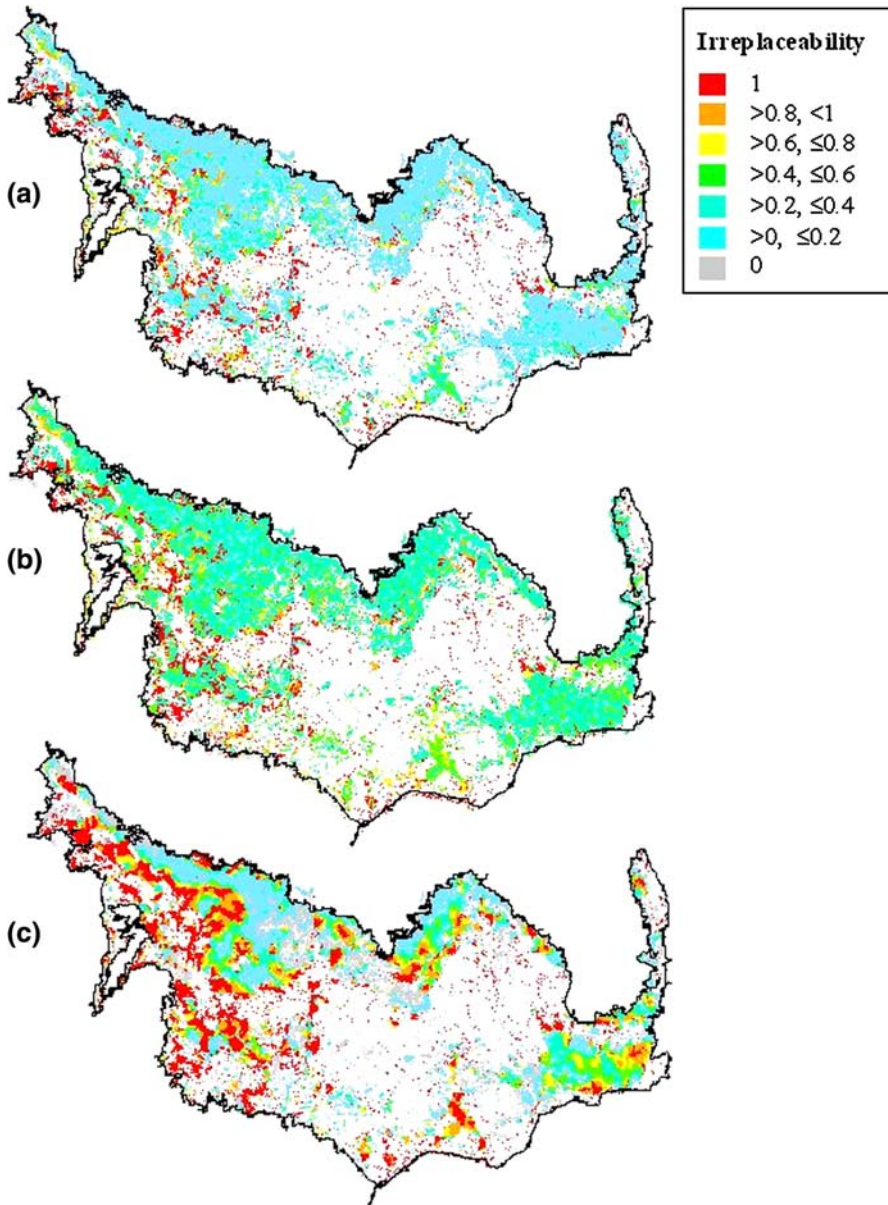 Irreplaceability
1
>0.8, <1
>0.6, ≤0.8
>0.4, ≤0.6
>0.2, ≤0.4
>0, ≤0.2
0
(a)
(b)
(c)